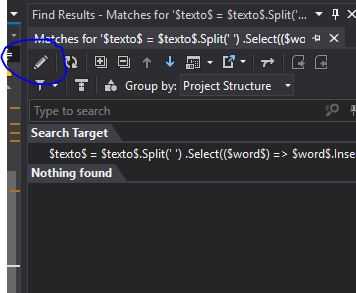 Find Results - Matches for '$texto$ = $texto$.Split('...
Matches for '$texto$ = $texto$.Split(' ') .Select(($wo
Group by: Project Structure
Type to search
Search Target
$texto$ = $texto$.Split(' ') .Select(($word$) => $word$.Inse
Nothing found